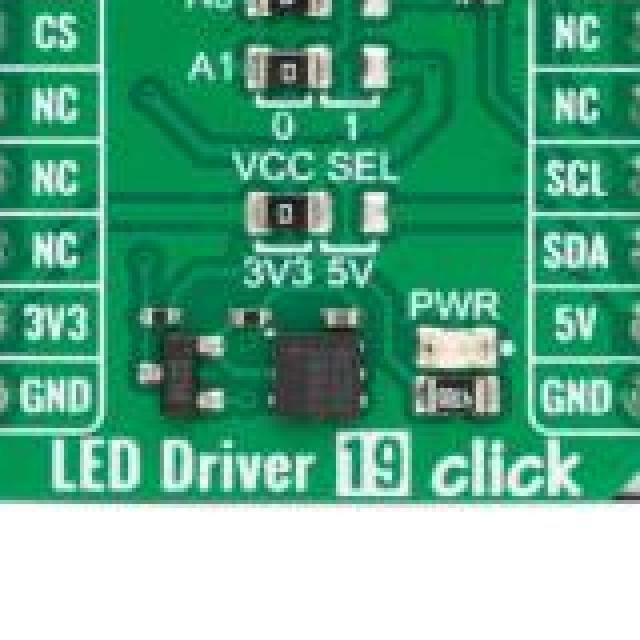 CS
NC
NC
NC
3V3
GND
A1
0 1
VCC SEL
3V3 5V
PWR
NC
NC
SCL
SDA
5V
GND
LED Driver 19 click